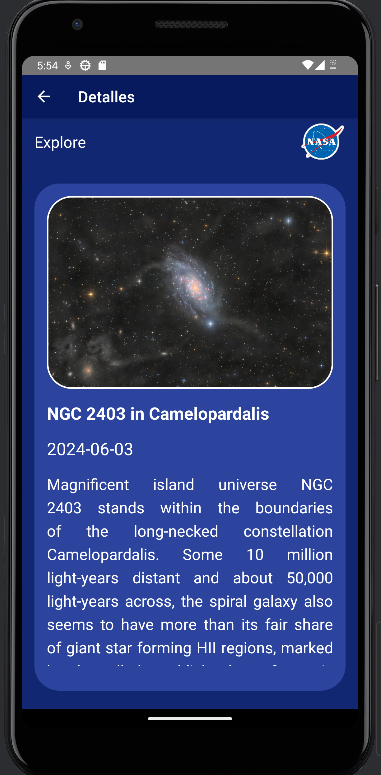 5:54
Detalles
Explore
NASA
NGC 2403 in Camelopardalis
2024-06-03
Magnificent island universe NGC
2403 stands within the boundaries
of the long-necked constellation
Camelopardalis. Some 10 million
light-years distant and about 50,000
light-years across, the spiral galaxy also
seems to have more than its fair share
of giant star forming HII regions, marked